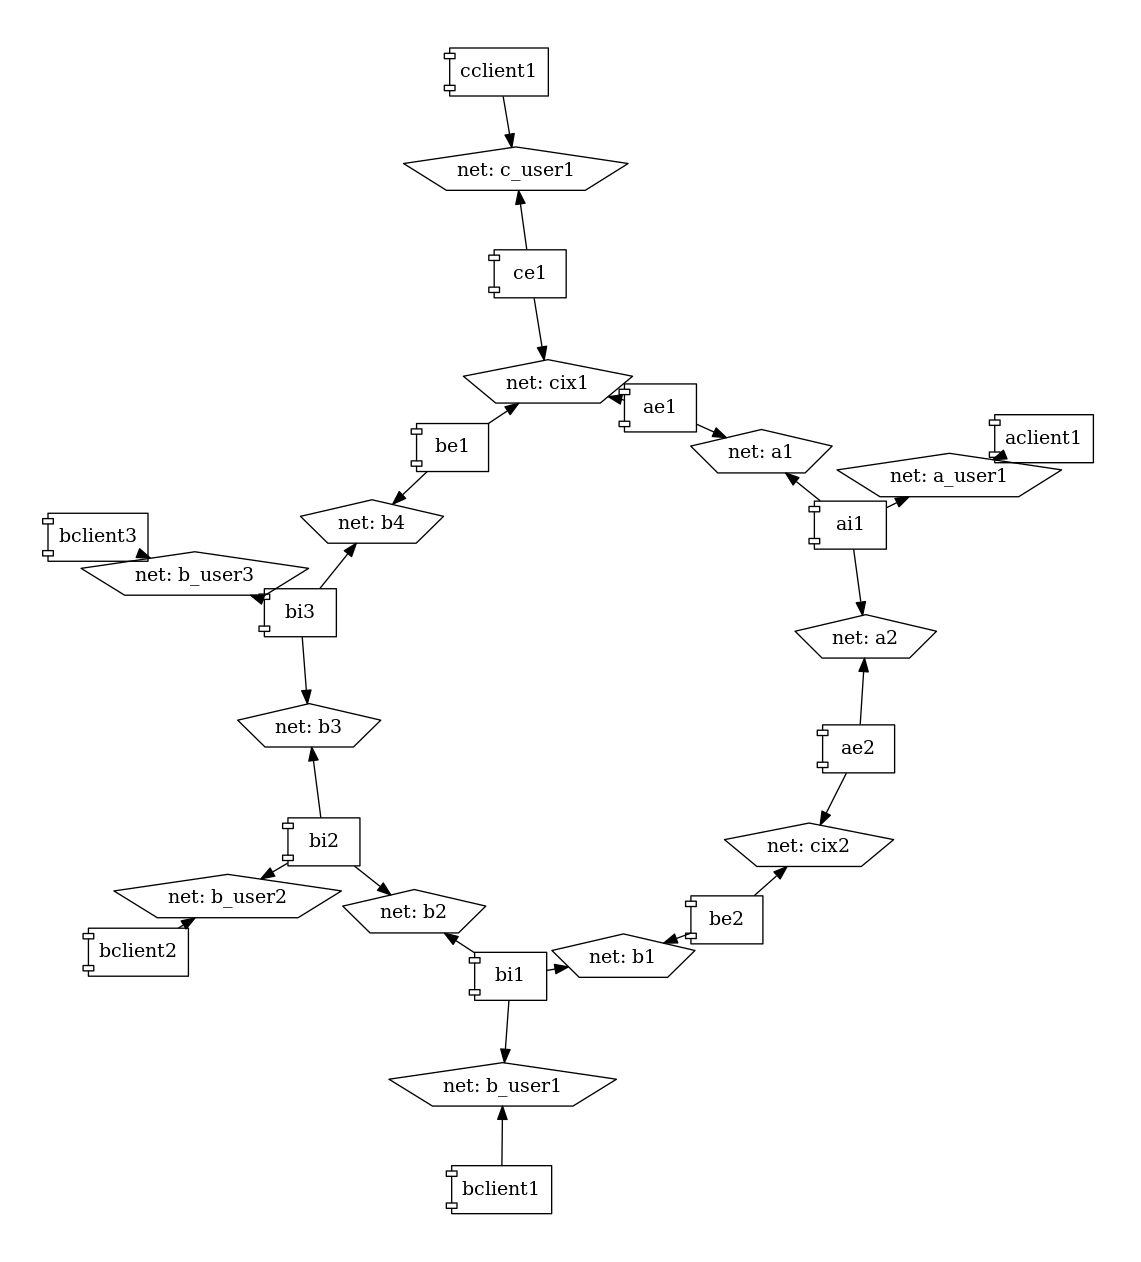 cclient1
net: c_user1
ce1
net: cix1
ae1
be1
net: a1
aclient1
net: a_user1
net: b4
ai1
bclient3
net: b_user3
bi3
net: a2
net: b3
ae2
bi2
net: cix2
net: b_user2
net: b2
be2
bclient2
net: b1
bi1
net: b_user1
bclient1